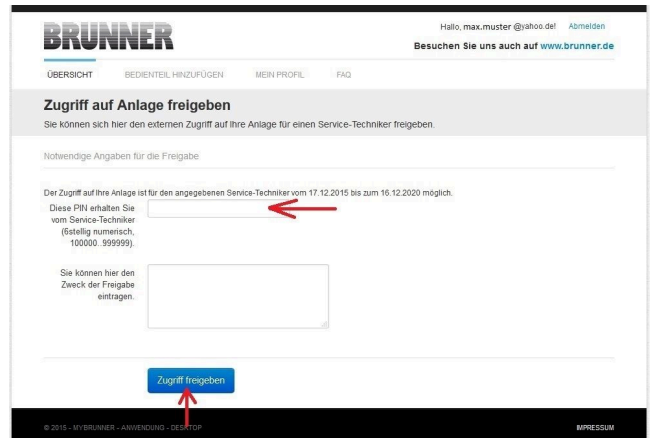 BRUNNER
Hallo, max.muster @yahoo.de! Abmelden
Besuchen Sie uns auch auf www.brunner.de
ÜBERSICHT BEDIENTEIL HINZUFÜGEN MEIN PROFIL FAQ
Zugriff auf Anlage freigeben
Sie können sich hier den externen Zugriff auf Ihre Anlage für einen Service-Techniker freigeben.
Notwendige Angaben für die Freigabe
Der Zugriff auf Ihre Anlage ist für den angegebenen Service-Techniker vom 17.12.2015 bis zum 16.12.2020 möglich.
Diese PIN erhalten Sie
vom Service-Techniker
(6stellig numerisch,
100000..999999).
Sie können hier den
Zweck der Freigabe
eintragen.
Zugriff freigeben
© 2015 - MYBRUNNER - ANWENDUNG - DESKTOP IMPRESSUM